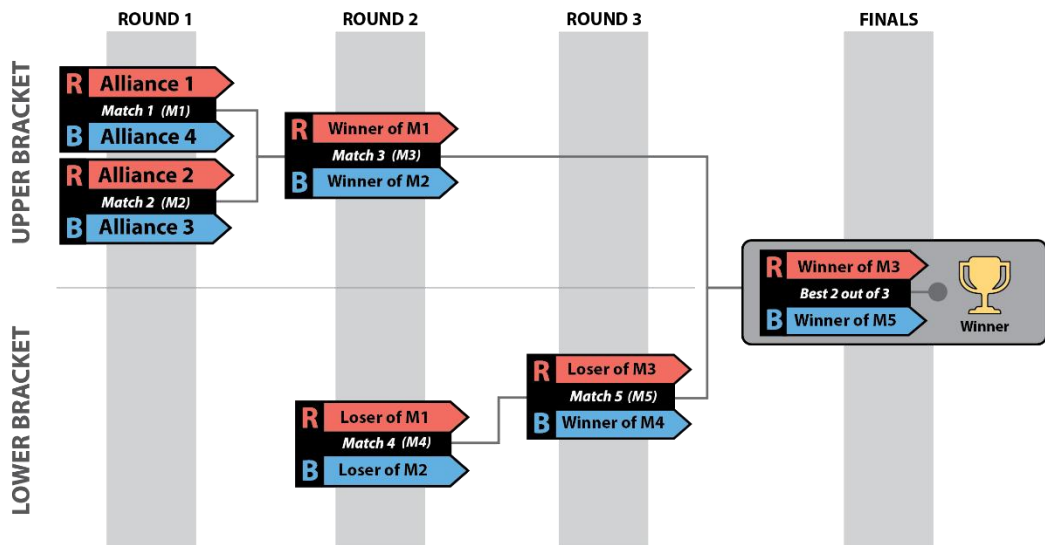 ROUND 1
ROUND 2
ROUND 3
FINALS
UPPER BRACKET
R Alliance 1
Match 1 (M1)
B Alliance 4
R Alliance 2
Match 2 (M2)
B Alliance 3
R Winner of M1
Match 3 (M3)
B Winner of M2
R Winner of M3
Best 2 out of 3
B Winner of M5
Winner
LOWER BRACKET
R Loser of M1
Match 4 (M4)
B Loser of M2
R Loser of M3
Match 5 (M5)
B Winner of M4